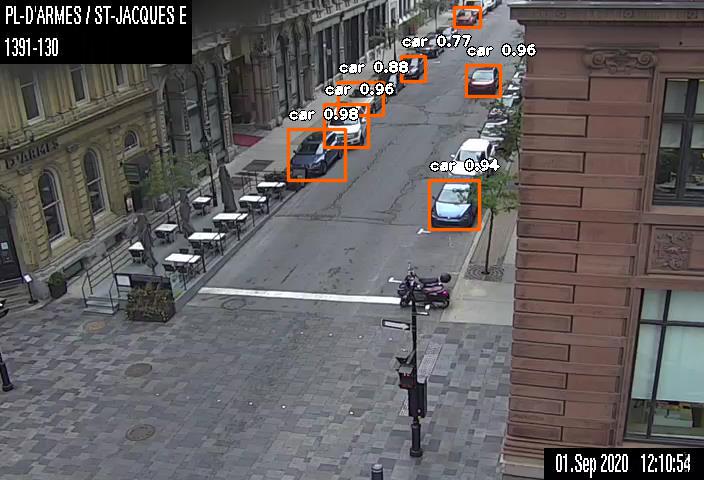 PL-D'ARMES / ST-JACQUES E
1391-130
car 0.77
car 0.96
car 0.88
car 0.96
car 0.98
car 0.94
D'ARMES
01.Sep 2020 12:10:54